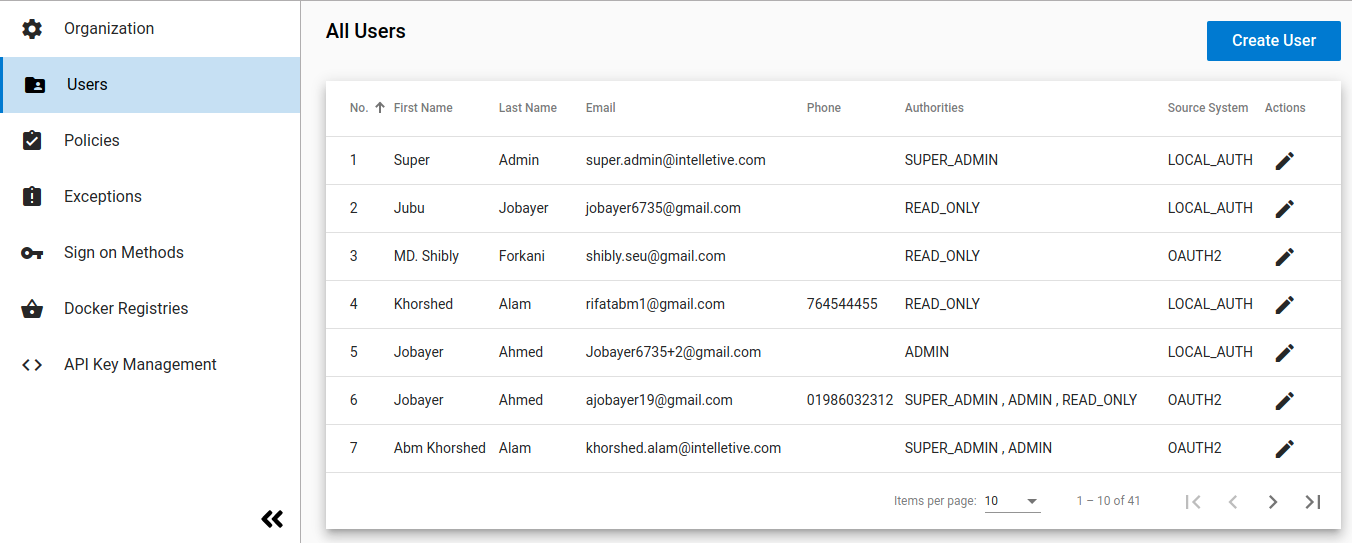 Organization
Users
Policies
Exceptions
Sign on Methods
Docker Registries
API Key Management
All Users
Create User
No. First Name Last Name Email Phone Authorities Source System Actions
1 Super Admin super.admin@intelletive.com SUPER_ADMIN LOCAL_AUTH
2 Jubu Jobayer jobayer6735@gmail.com READ_ONLY LOCAL_AUTH
3 MD. Shibly Forkani shibly.seu@gmail.com READ_ONLY OAUTH2
4 Khorshed Alam rifatabm1@gmail.com 764544455 READ_ONLY LOCAL_AUTH
5 Jobayer Ahmed Jobayer6735+2@gmail.com ADMIN LOCAL_AUTH
6 Jobayer Ahmed ajobayer19@gmail.com 01986032312 SUPER_ADMIN , ADMIN , READ_ONLY OAUTH2
7 Abm Khorshed Alam khorshed.alam@intelletive.com SUPER_ADMIN , ADMIN OAUTH2
Items per page: 10 1 – 10 of 41